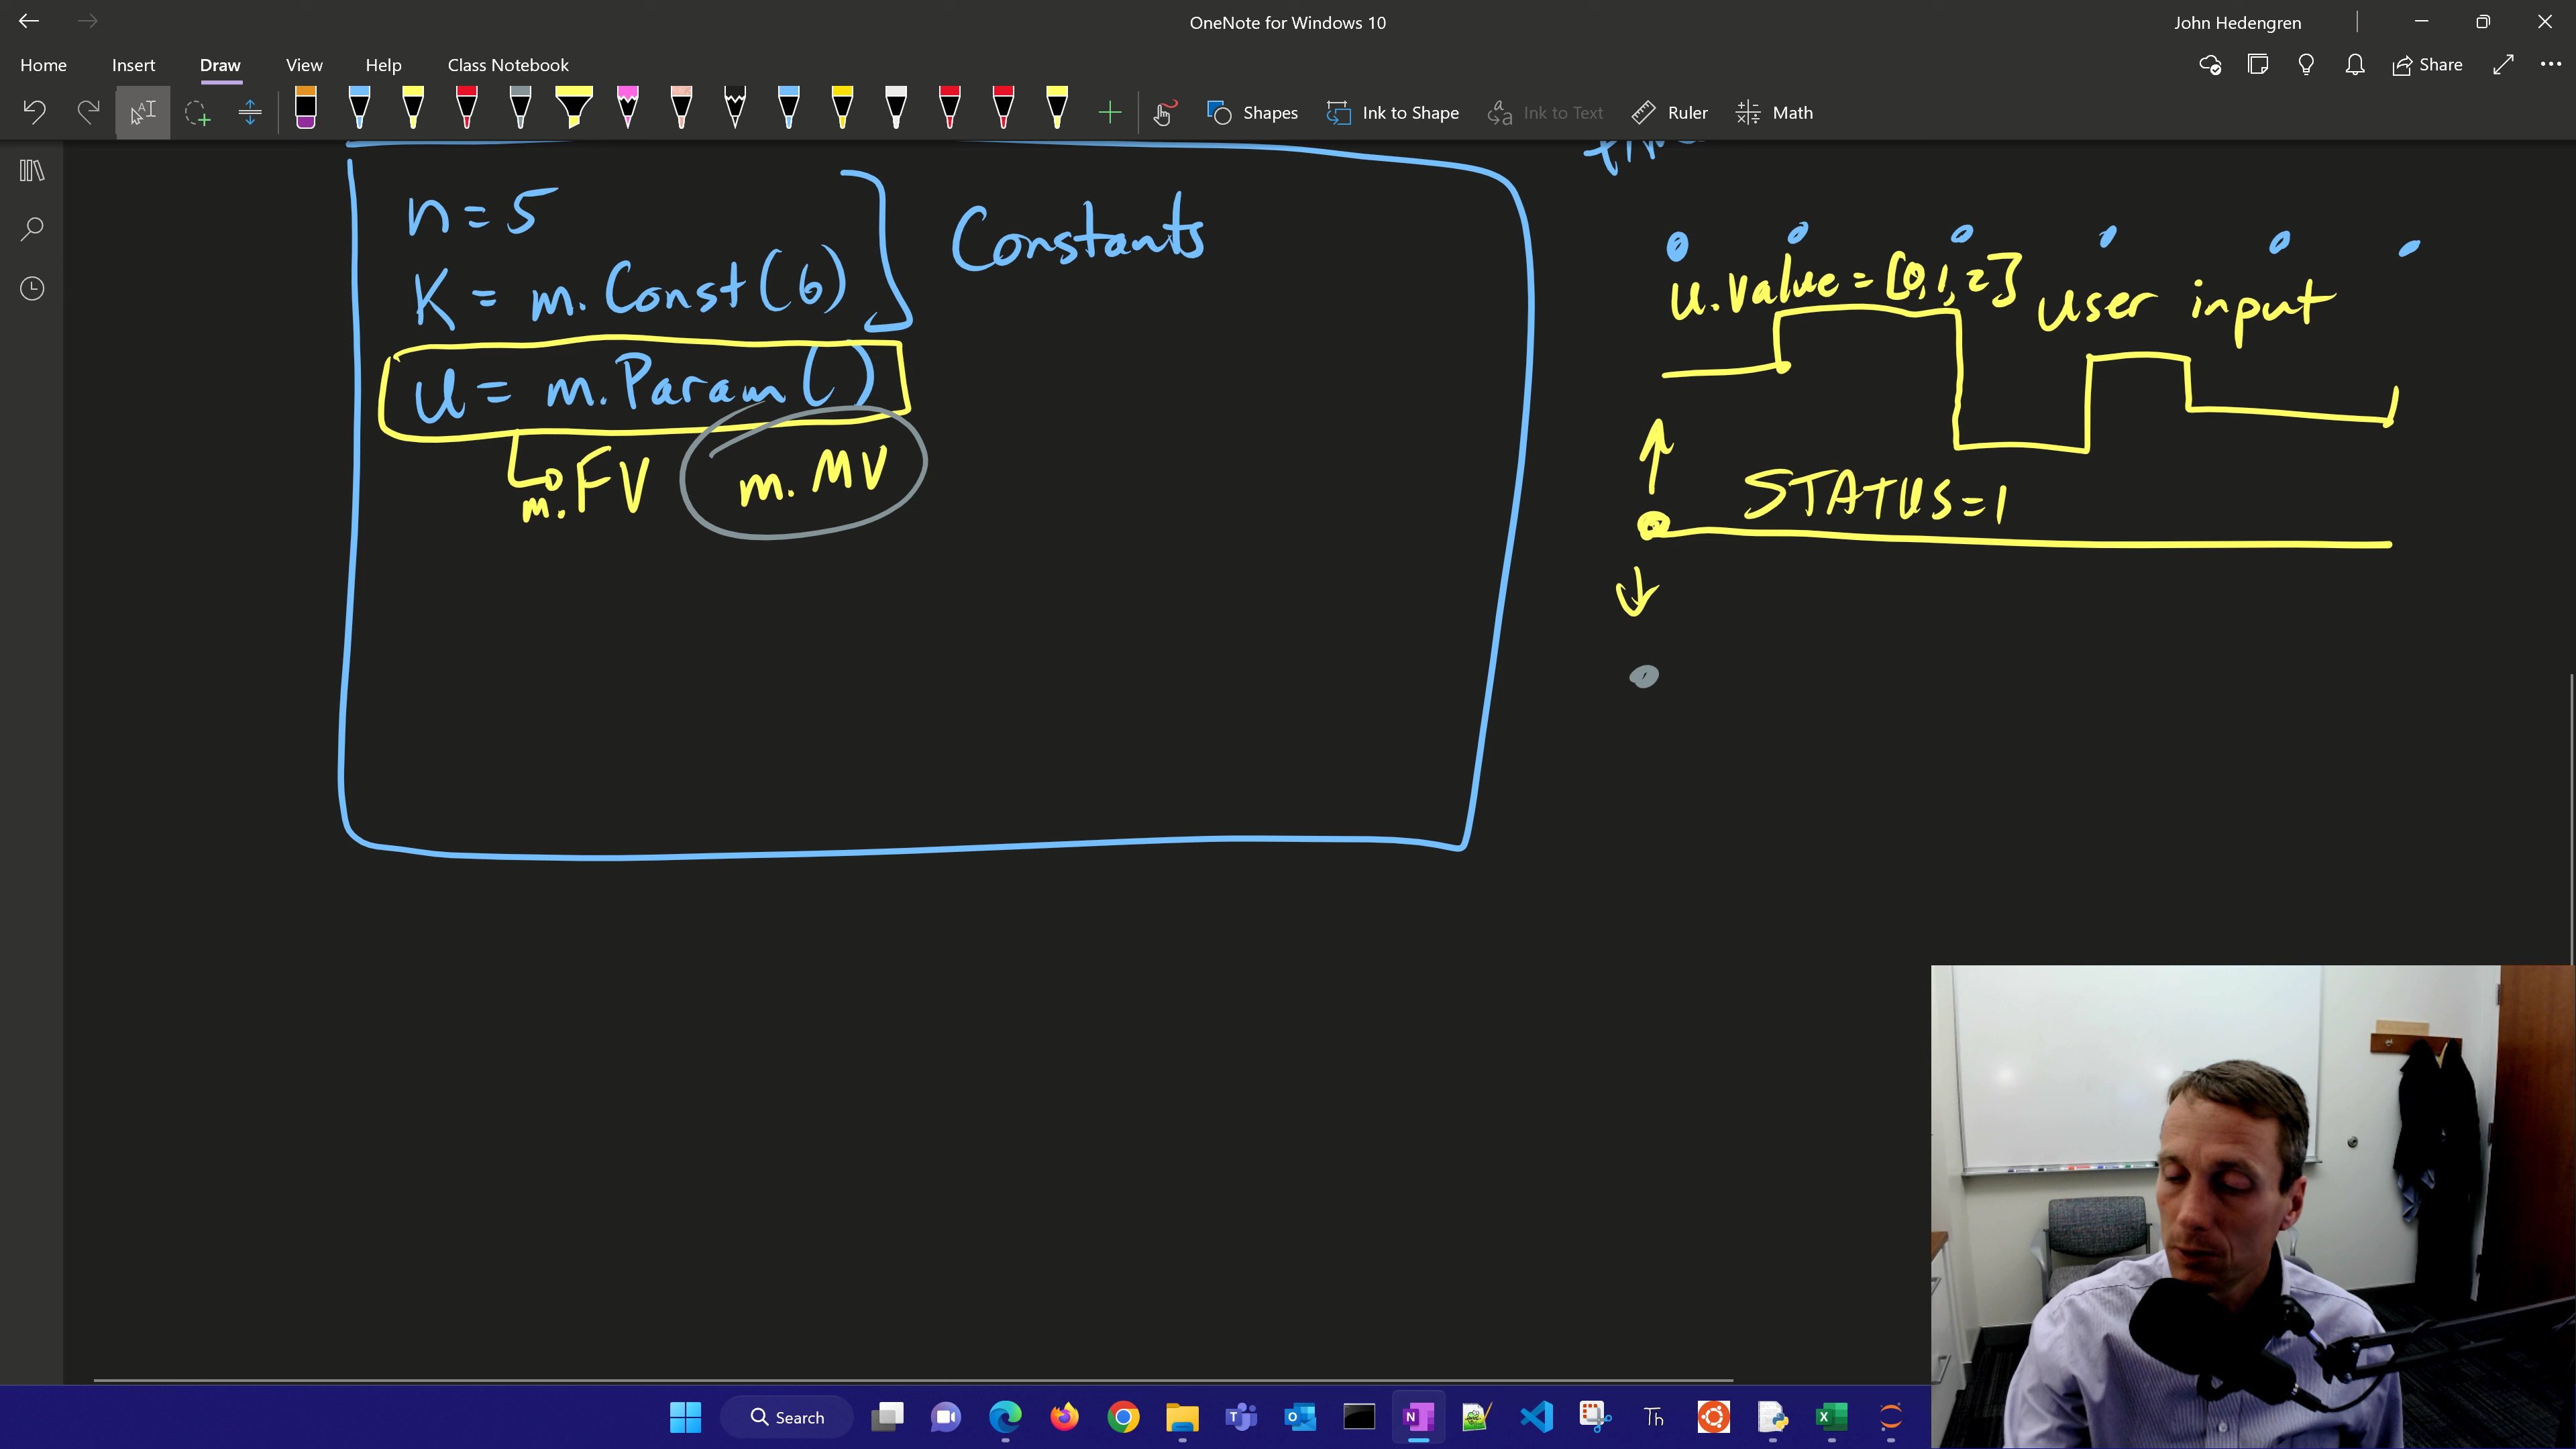 OneNote for Windows 10
John Hedengren
Home Insert Draw View Help Class Notebook
Share
Shapes Ink to Shape Ink to Text Ruler Math
n = 5
K = m.Const(6)
Constants
u = m.Param()
m.FV m.MV
u.value = [0,1,2] user input
STATUS=1
Search
Th